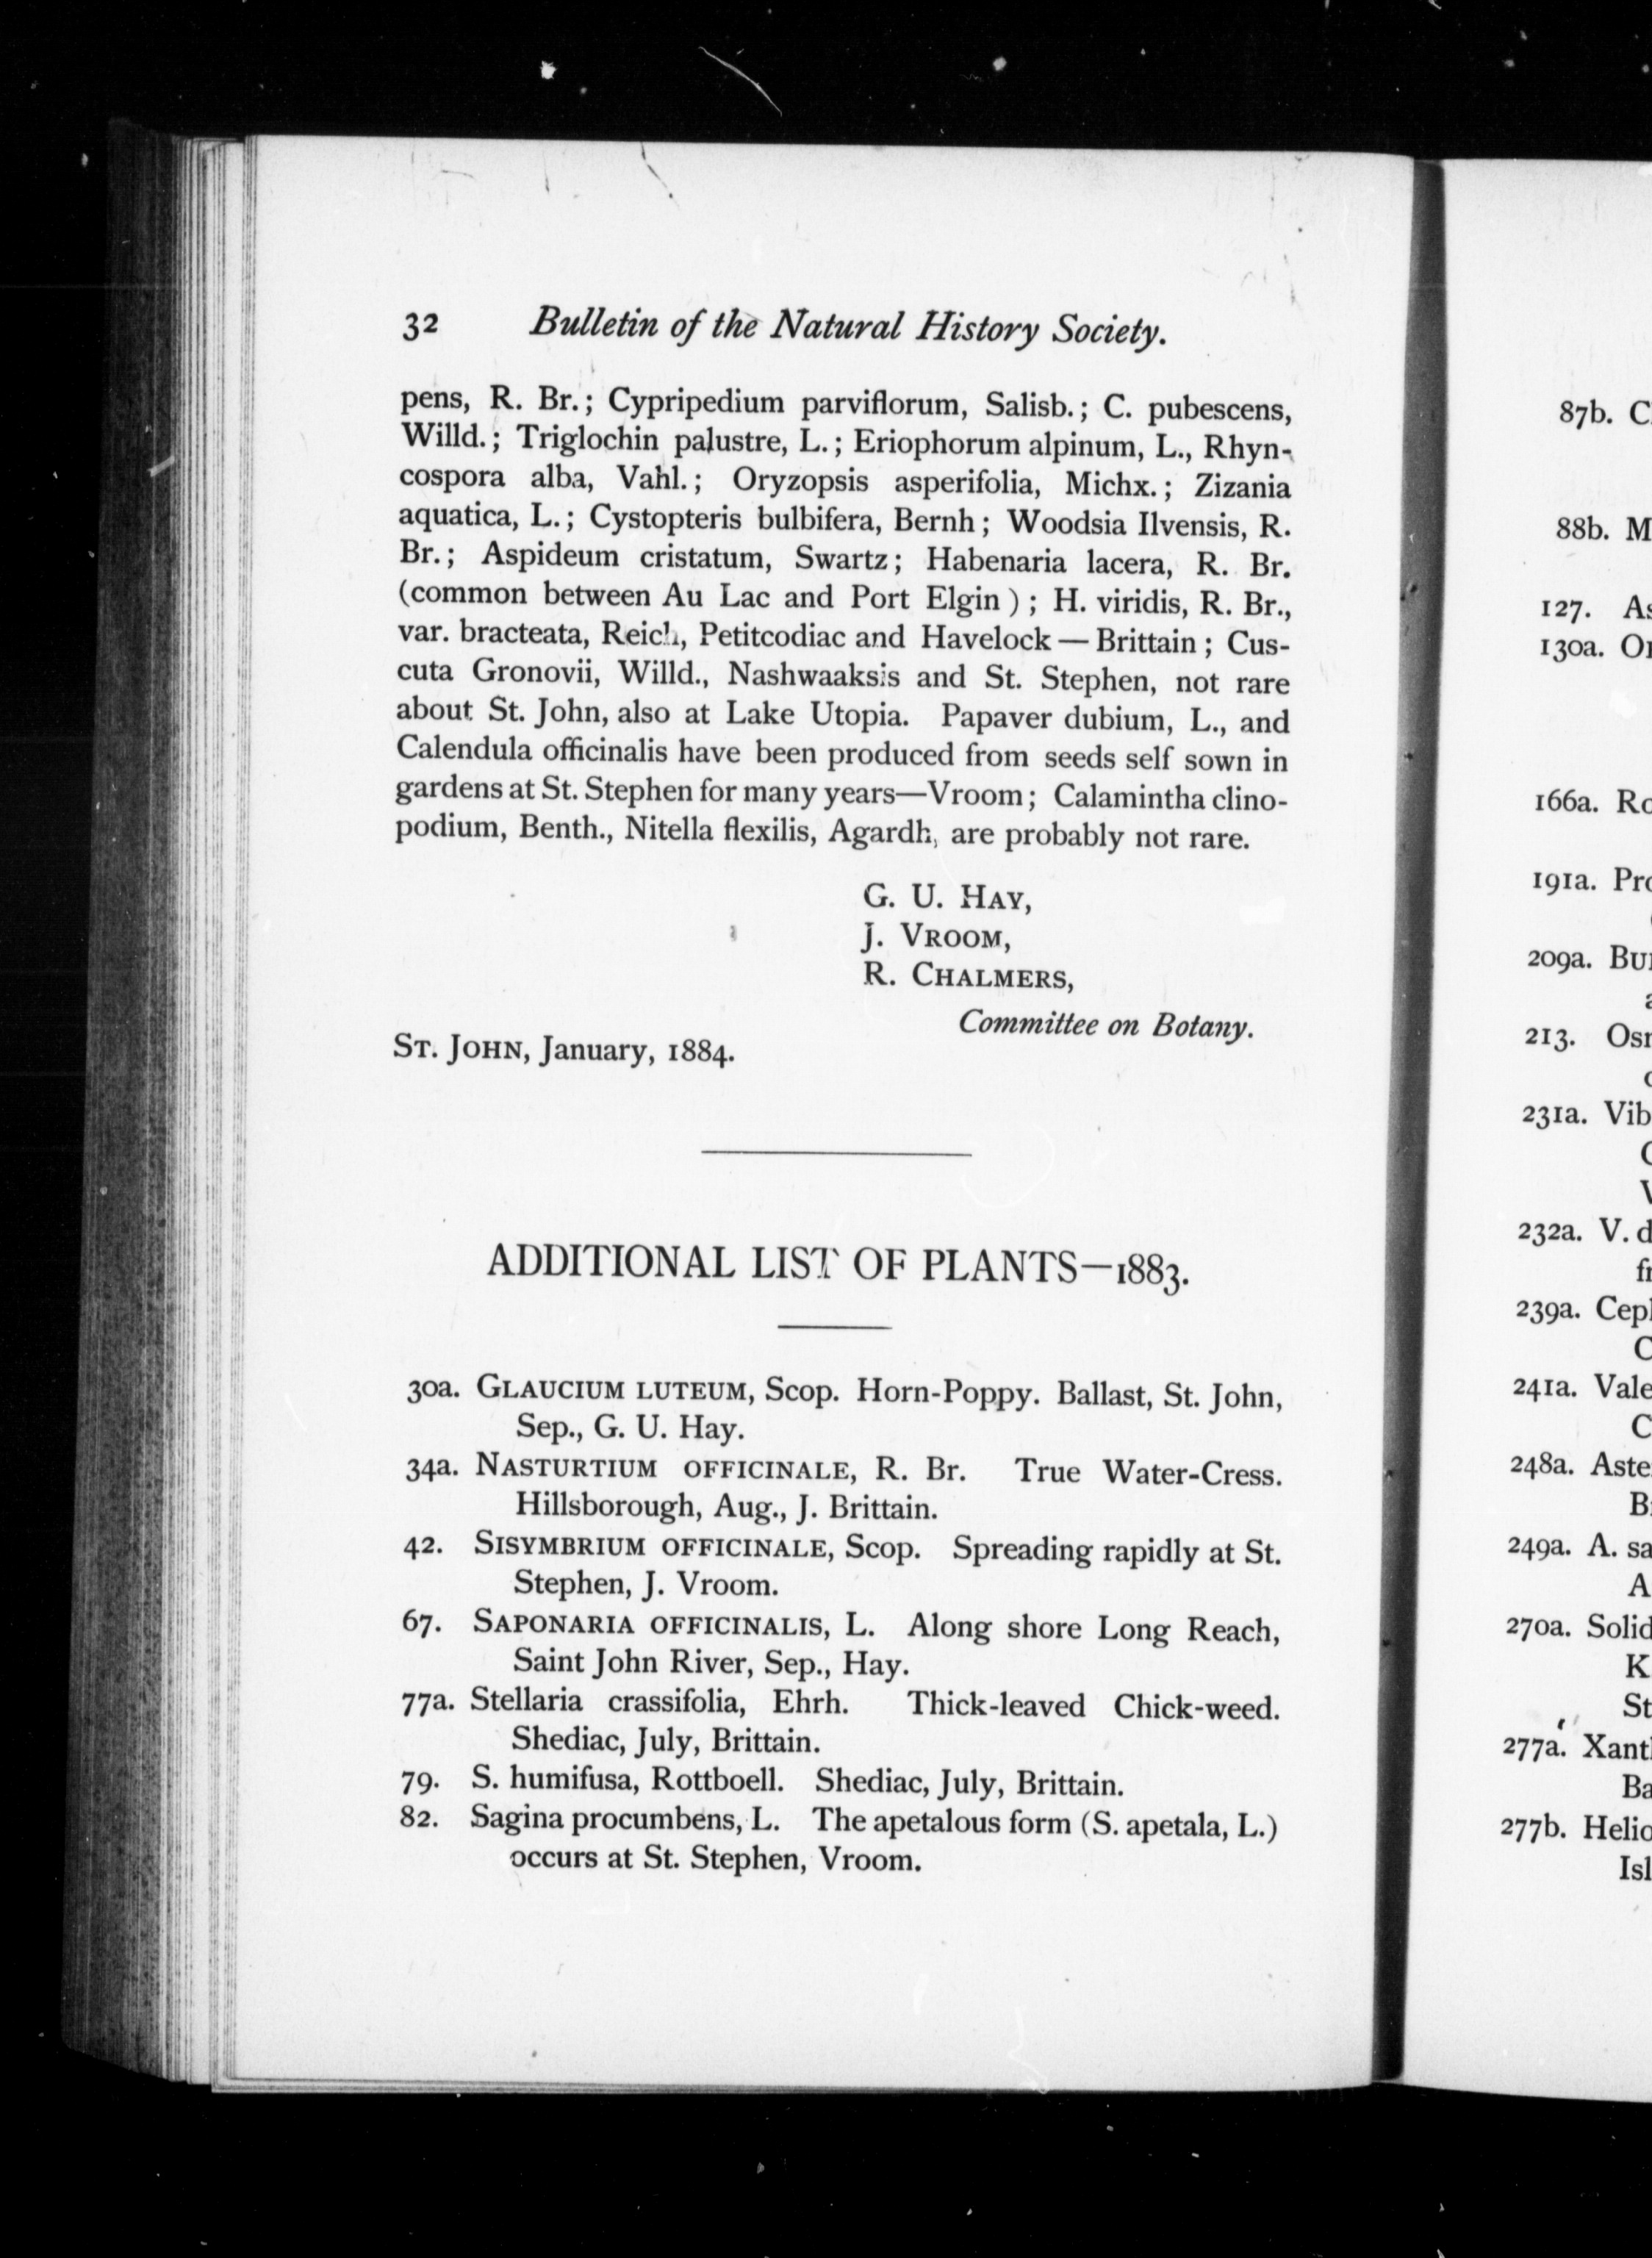 32 Bulletin of the Natural History Society.
pens, R. Br.; Cypripedium parviflorum, Salisb.; C. pubescens,
Willd.; Triglochin palustre, L.; Eriophorum alpinum, L., Rhyn-
cospora alba, Vahl.; Oryzopsis asperifolia, Michx.; Zizania
aquatica, L.; Cystopteris bulbifera, Bernh; Woodsia Ilvensis, R.
Br.; Aspideum cristatum, Swartz; Habenaria lacera, R. Br.
(common between Au Lac and Port Elgin); H. viridis, R. Br.,
var. bracteata, Reich, Petitcodiac and Havelock — Brittain; Cus-
cuta Gronovii, Willd., Nashwaaksis and St. Stephen, not rare
about St. John, also at Lake Utopia. Papaver dubium, L., and
Calendula officinalis have been produced from seeds self sown in
gardens at St. Stephen for many years—Vroom; Calamintha clino-
podium, Benth., Nitella flexilis, Agardh, are probably not rare.
G. U. HAY,
J. VROOM,
R. CHALMERS,
Committee on Botany.
ST. JOHN, January, 1884.
ADDITIONAL LIST OF PLANTS—1883.
30a. GLAUCIUM LUTEUM, Scop. Horn-Poppy. Ballast, St. John,
Sep., G. U. Hay.
34a. NASTURTIUM OFFICINALE, R. Br. True Water-Cress.
Hillsborough, Aug., J. Brittain.
42. SISYMBRIUM OFFICINALE, Scop. Spreading rapidly at St.
Stephen, J. Vroom.
67. SAPONARIA OFFICINALIS, L. Along shore Long Reach,
Saint John River, Sep., Hay.
77a. Stellaria crassifolia, Ehrh. Thick-leaved Chick-weed.
Shediac, July, Brittain.
79. S. humifusa, Rottboell. Shediac, July, Brittain.
82. Sagina procumbens, L. The apetalous form (S. apetala, L.)
occurs at St. Stephen, Vroom.
87b.
88b.
127.
130a.
166a.
191a.
209a.
213.
231a.
232a. V.
239a.
241a.
248a.
249a. A.
270a.
277a.
277b.